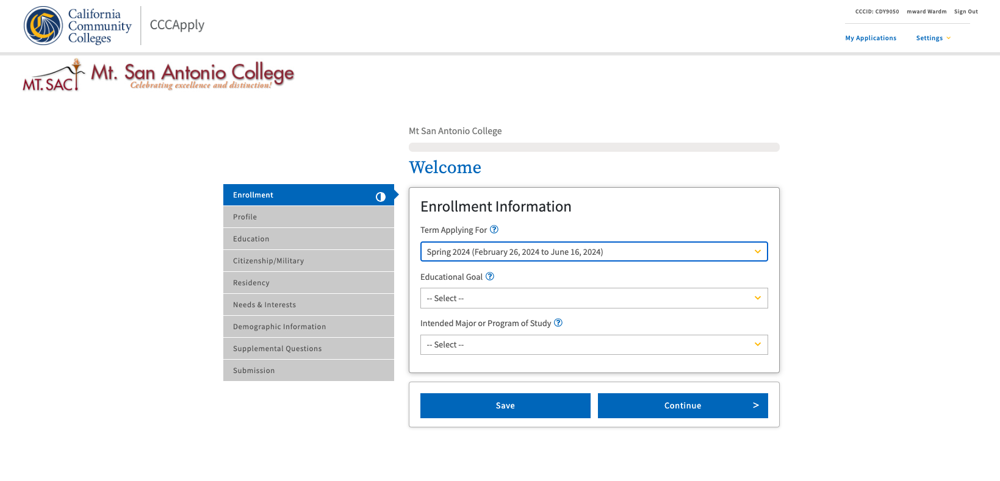 California
Community
Colleges
CCCApply
CCCID: CDY9050 mward Wardm Sign Out
My Applications Settings
MT. SAC
Mt. San Antonio College
Celebrating excellence and distinction!
Mt San Antonio College
Welcome
Enrollment
Profile
Education
Citizenship/Military
Residency
Needs & Interests
Demographic Information
Supplemental Questions
Submission
Enrollment Information
Term Applying For ?
Spring 2024 (February 26, 2024 to June 16, 2024)
Educational Goal ?
-- Select --
Intended Major or Program of Study ?
-- Select --
Save
Continue >